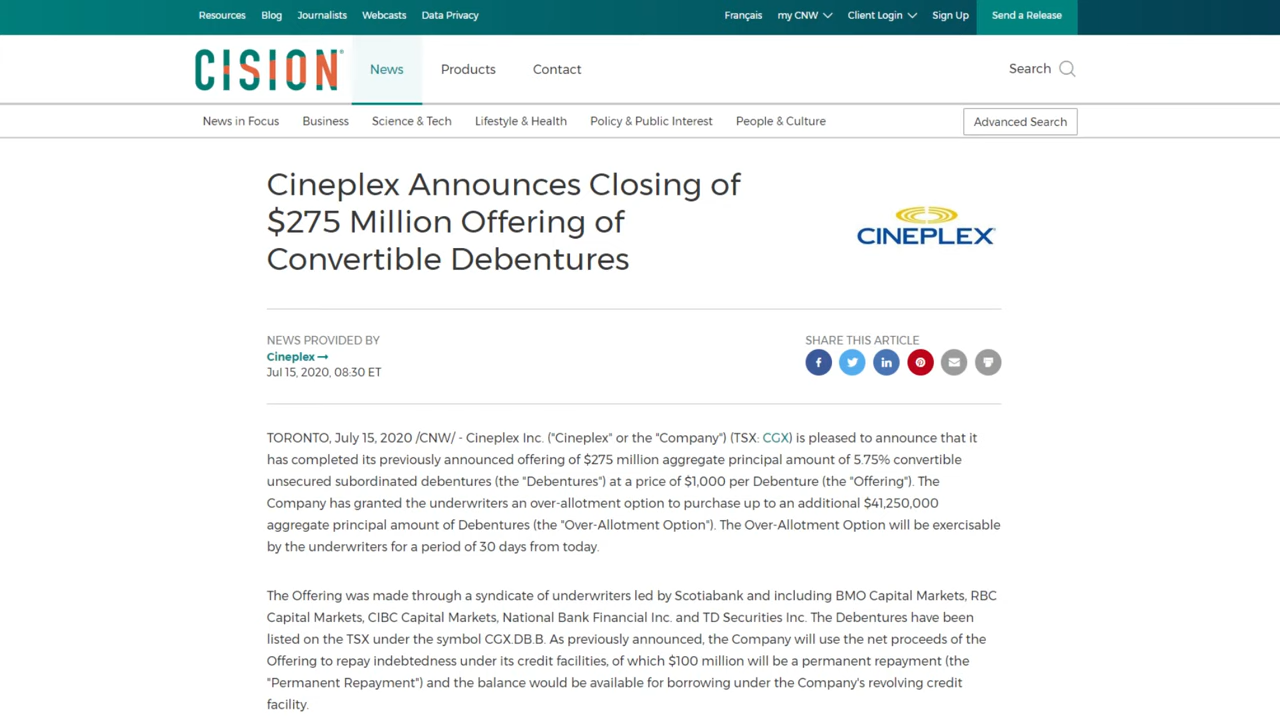 Resources Blog Journalists Webcasts Data Privacy Français my CNW Client Login Sign Up Send a Release
CISION®
News Products Contact Search
News in Focus Business Science & Tech Lifestyle & Health Policy & Public Interest People & Culture Advanced Search
Cineplex Announces Closing of
$275 Million Offering of
Convertible Debentures
CINEPLEX
NEWS PROVIDED BY
Cineplex →
Jul 15, 2020, 08:30 ET
SHARE THIS ARTICLE
TORONTO, July 15, 2020 /CNW/ - Cineplex Inc. ("Cineplex" or the "Company") (TSX: CGX) is pleased to announce that it
has completed its previously announced offering of $275 million aggregate principal amount of 5.75% convertible
unsecured subordinated debentures (the "Debentures") at a price of $1,000 per Debenture (the "Offering"). The
Company has granted the underwriters an over-allotment option to purchase up to an additional $41,250,000
aggregate principal amount of Debentures (the "Over-Allotment Option"). The Over-Allotment Option will be exercisable
by the underwriters for a period of 30 days from today.
The Offering was made through a syndicate of underwriters led by Scotiabank and including BMO Capital Markets, RBC
Capital Markets, CIBC Capital Markets, National Bank Financial Inc. and TD Securities Inc. The Debentures have been
listed on the TSX under the symbol CGX.DB.B. As previously announced, the Company will use the net proceeds of the
Offering to repay indebtedness under its credit facilities, of which $100 million will be a permanent repayment (the
"Permanent Repayment") and the balance would be available for borrowing under the Company's revolving credit
facility.